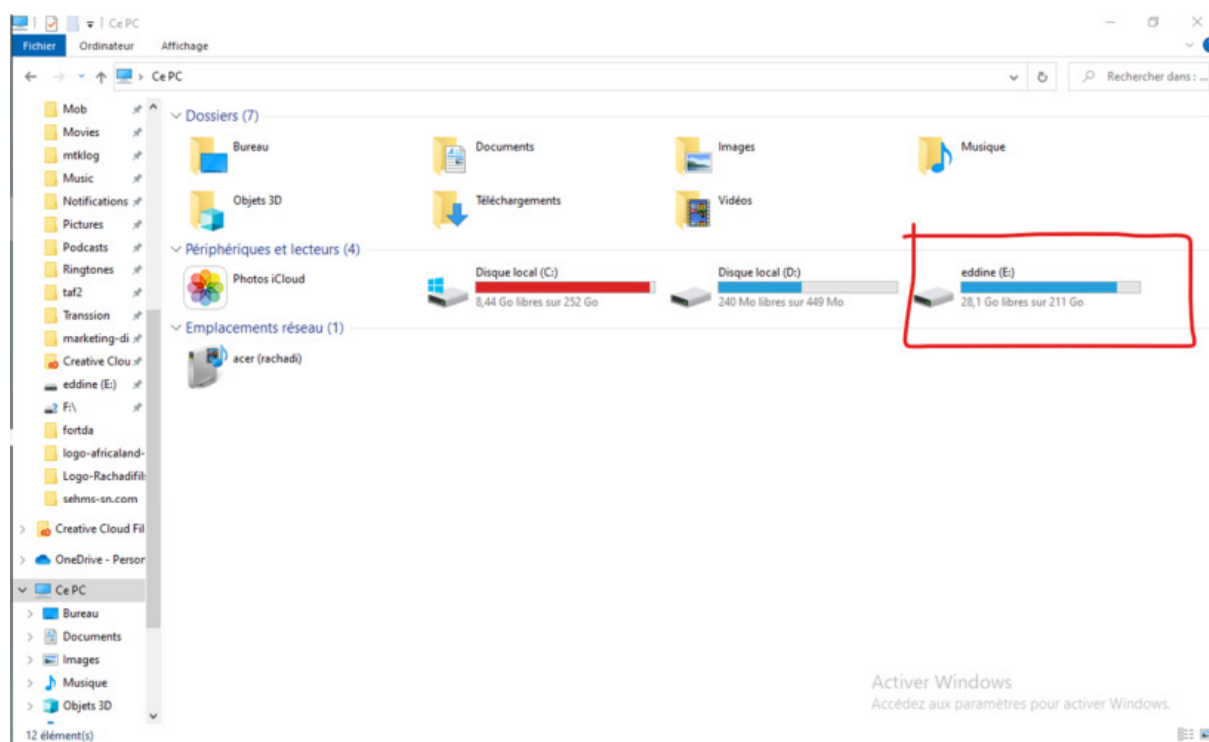 Ce PC
Fichier Ordinateur Affichage
Ce PC
Rechercher dans : ...
Mob
Movies
mtklog
Music
Notifications
Pictures
Podcasts
Ringtones
taf2
Transsion
marketing-di
Creative Clou
eddine (E:)
F:\
fortda
logo-africaland-
Logo-Rachadifil
sehms-sn.com
Creative Cloud Fil
OneDrive - Person
Ce PC
Bureau
Documents
Images
Musique
Objets 3D
12 élément(s)
Dossiers (7)
Bureau
Documents
Images
Musique
Objets 3D
Téléchargements
Vidéos
Périphériques et lecteurs (4)
Photos iCloud
Disque local (C:)
8,44 Go libres sur 252 Go
Disque local (D:)
240 Mo libres sur 449 Mo
eddine (E:)
28,1 Go libres sur 211 Go
Emplacements réseau (1)
acer (rachadi)
Activer Windows
Accédez aux paramètres pour activer Windows.